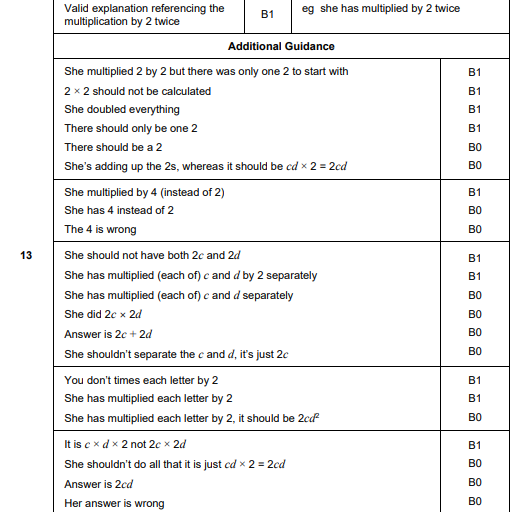 Valid explanation referencing the
multiplication by 2 twice
B1
eg she has multiplied by 2 twice
Additional Guidance
She multiplied 2 by 2 but there was only one 2 to start with B1
2 × 2 should not be calculated B1
She doubled everything B1
There should only be one 2 B1
There should be a 2 B0
She's adding up the 2s, whereas it should be cd × 2 = 2cd B0
She multiplied by 4 (instead of 2) B1
She has 4 instead of 2 B0
The 4 is wrong B0
13
She should not have both 2c and 2d B1
She has multiplied (each of) c and d by 2 separately B1
She has multiplied (each of) c and d separately B0
She did 2c × 2d B0
Answer is 2c + 2d B0
She shouldn't separate the c and d, it's just 2c B0
You don't times each letter by 2 B1
She has multiplied each letter by 2 B1
She has multiplied each letter by 2, it should be 2cd² B0
It is c × d × 2 not 2c × 2d B1
She shouldn't do all that it is just cd × 2 = 2cd B0
Answer is 2cd B0
Her answer is wrong B0